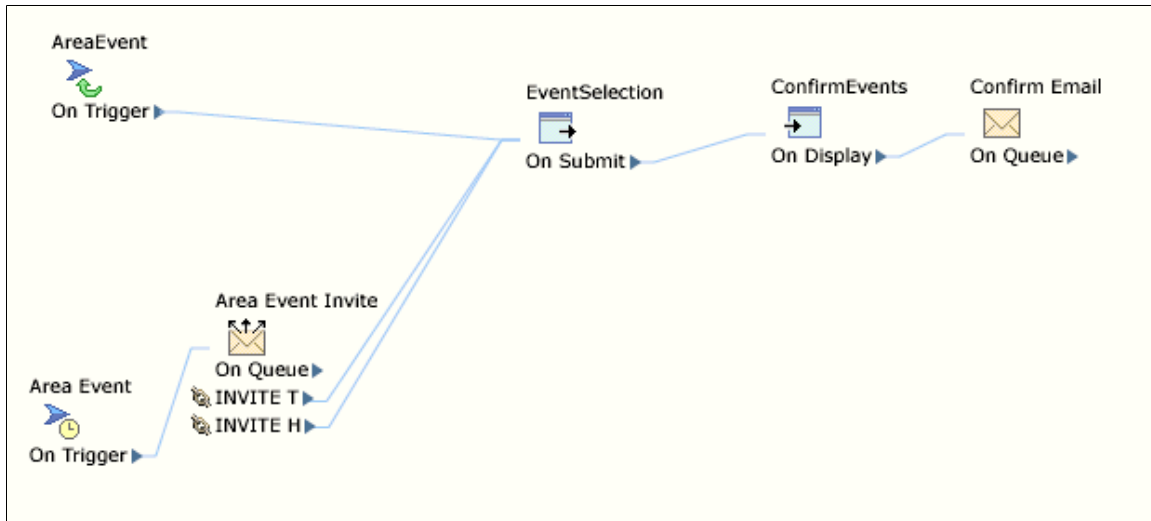 AreaEvent
On Trigger
EventSelection
On Submit
ConfirmEvents
On Display
Confirm Email
On Queue
Area Event Invite
On Queue
INVITE T
INVITE H
Area Event
On Trigger